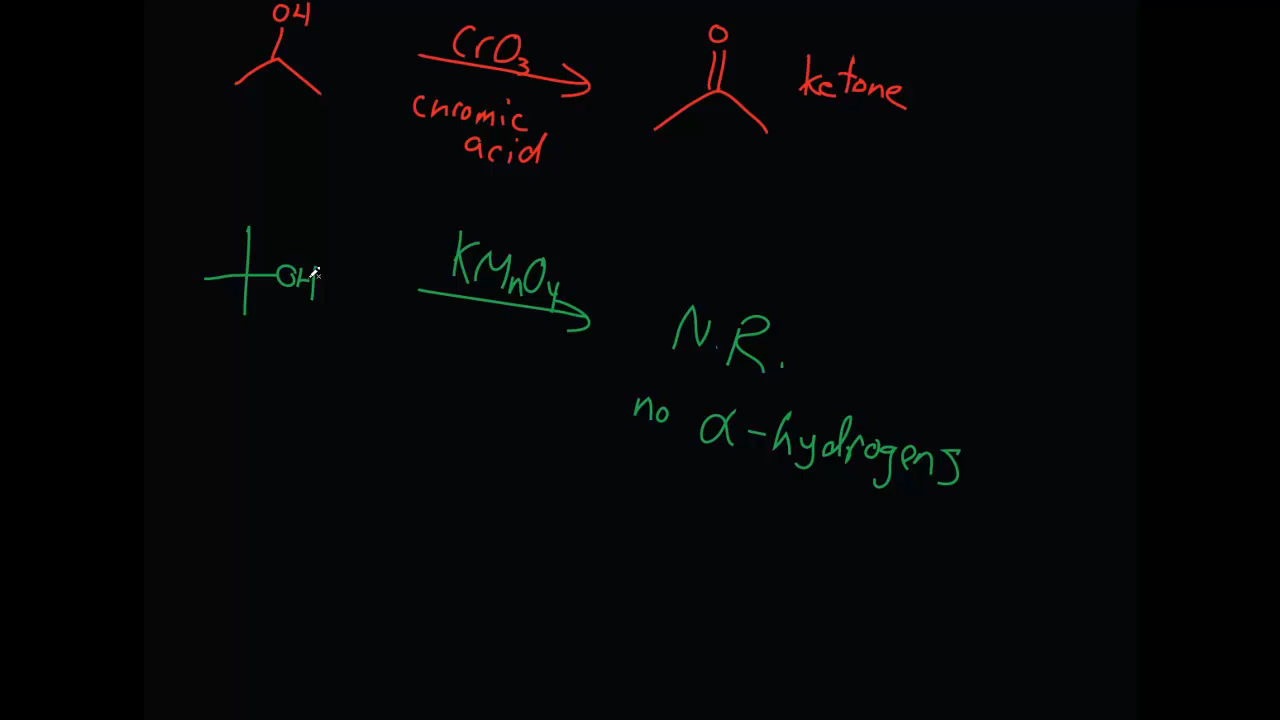 OH
CrO3
chromic
acid
O
ketone
OH
KMnO4
N.R.
no α-hydrogens